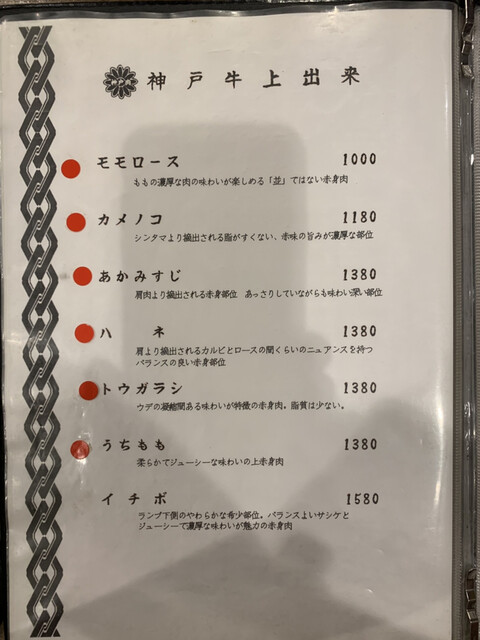 神戸牛上出来
モモロース 1000
ももの濃厚な肉の味わいが楽しめる「並」ではない赤身肉
カメノコ 1180
シンタマより摘出される脂がすくない、赤味の旨みが濃厚な部位
あかみすじ 1380
肩肉より摘出される赤身部位 あっさりしていながらも味わい深い部位
ハネ 1380
肩より摘出されるカルビとロースの間くらいのニュアンスを持つ
バランスの良い赤身部位
トウガラシ 1380
ウデの凝縮間ある味わいが特徴の赤身肉。脂質は少ない。
うちもも 1380
柔らかでジューシーな味わいの上赤身肉
イチボ 1580
ランプ下側のやわらかな希少部位。バランスよいサシケと
ジューシーで濃厚な味わいが魅力の赤身肉